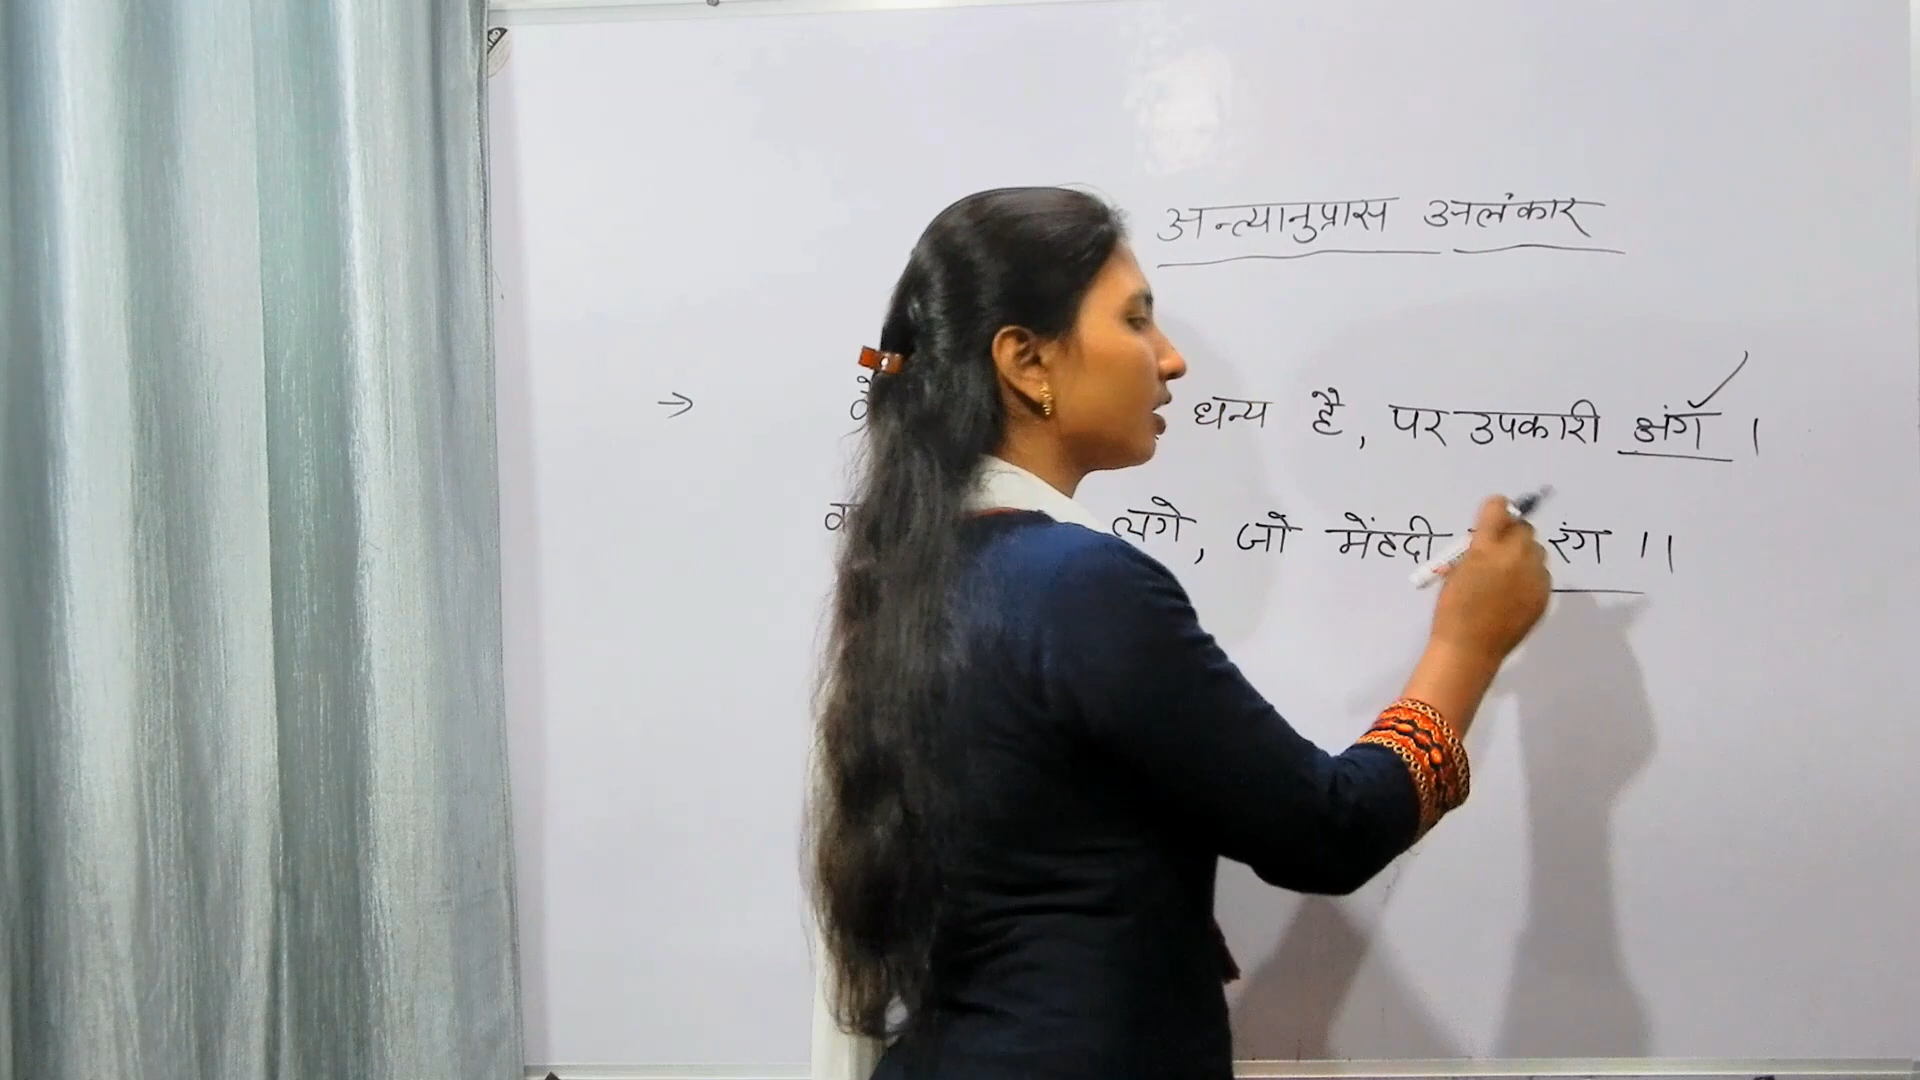 अन्त्यानुप्रास अलंकार
→ धन्य है, पर उपकारी अंग ।
लगे, जो मेंहदी रंग ।।